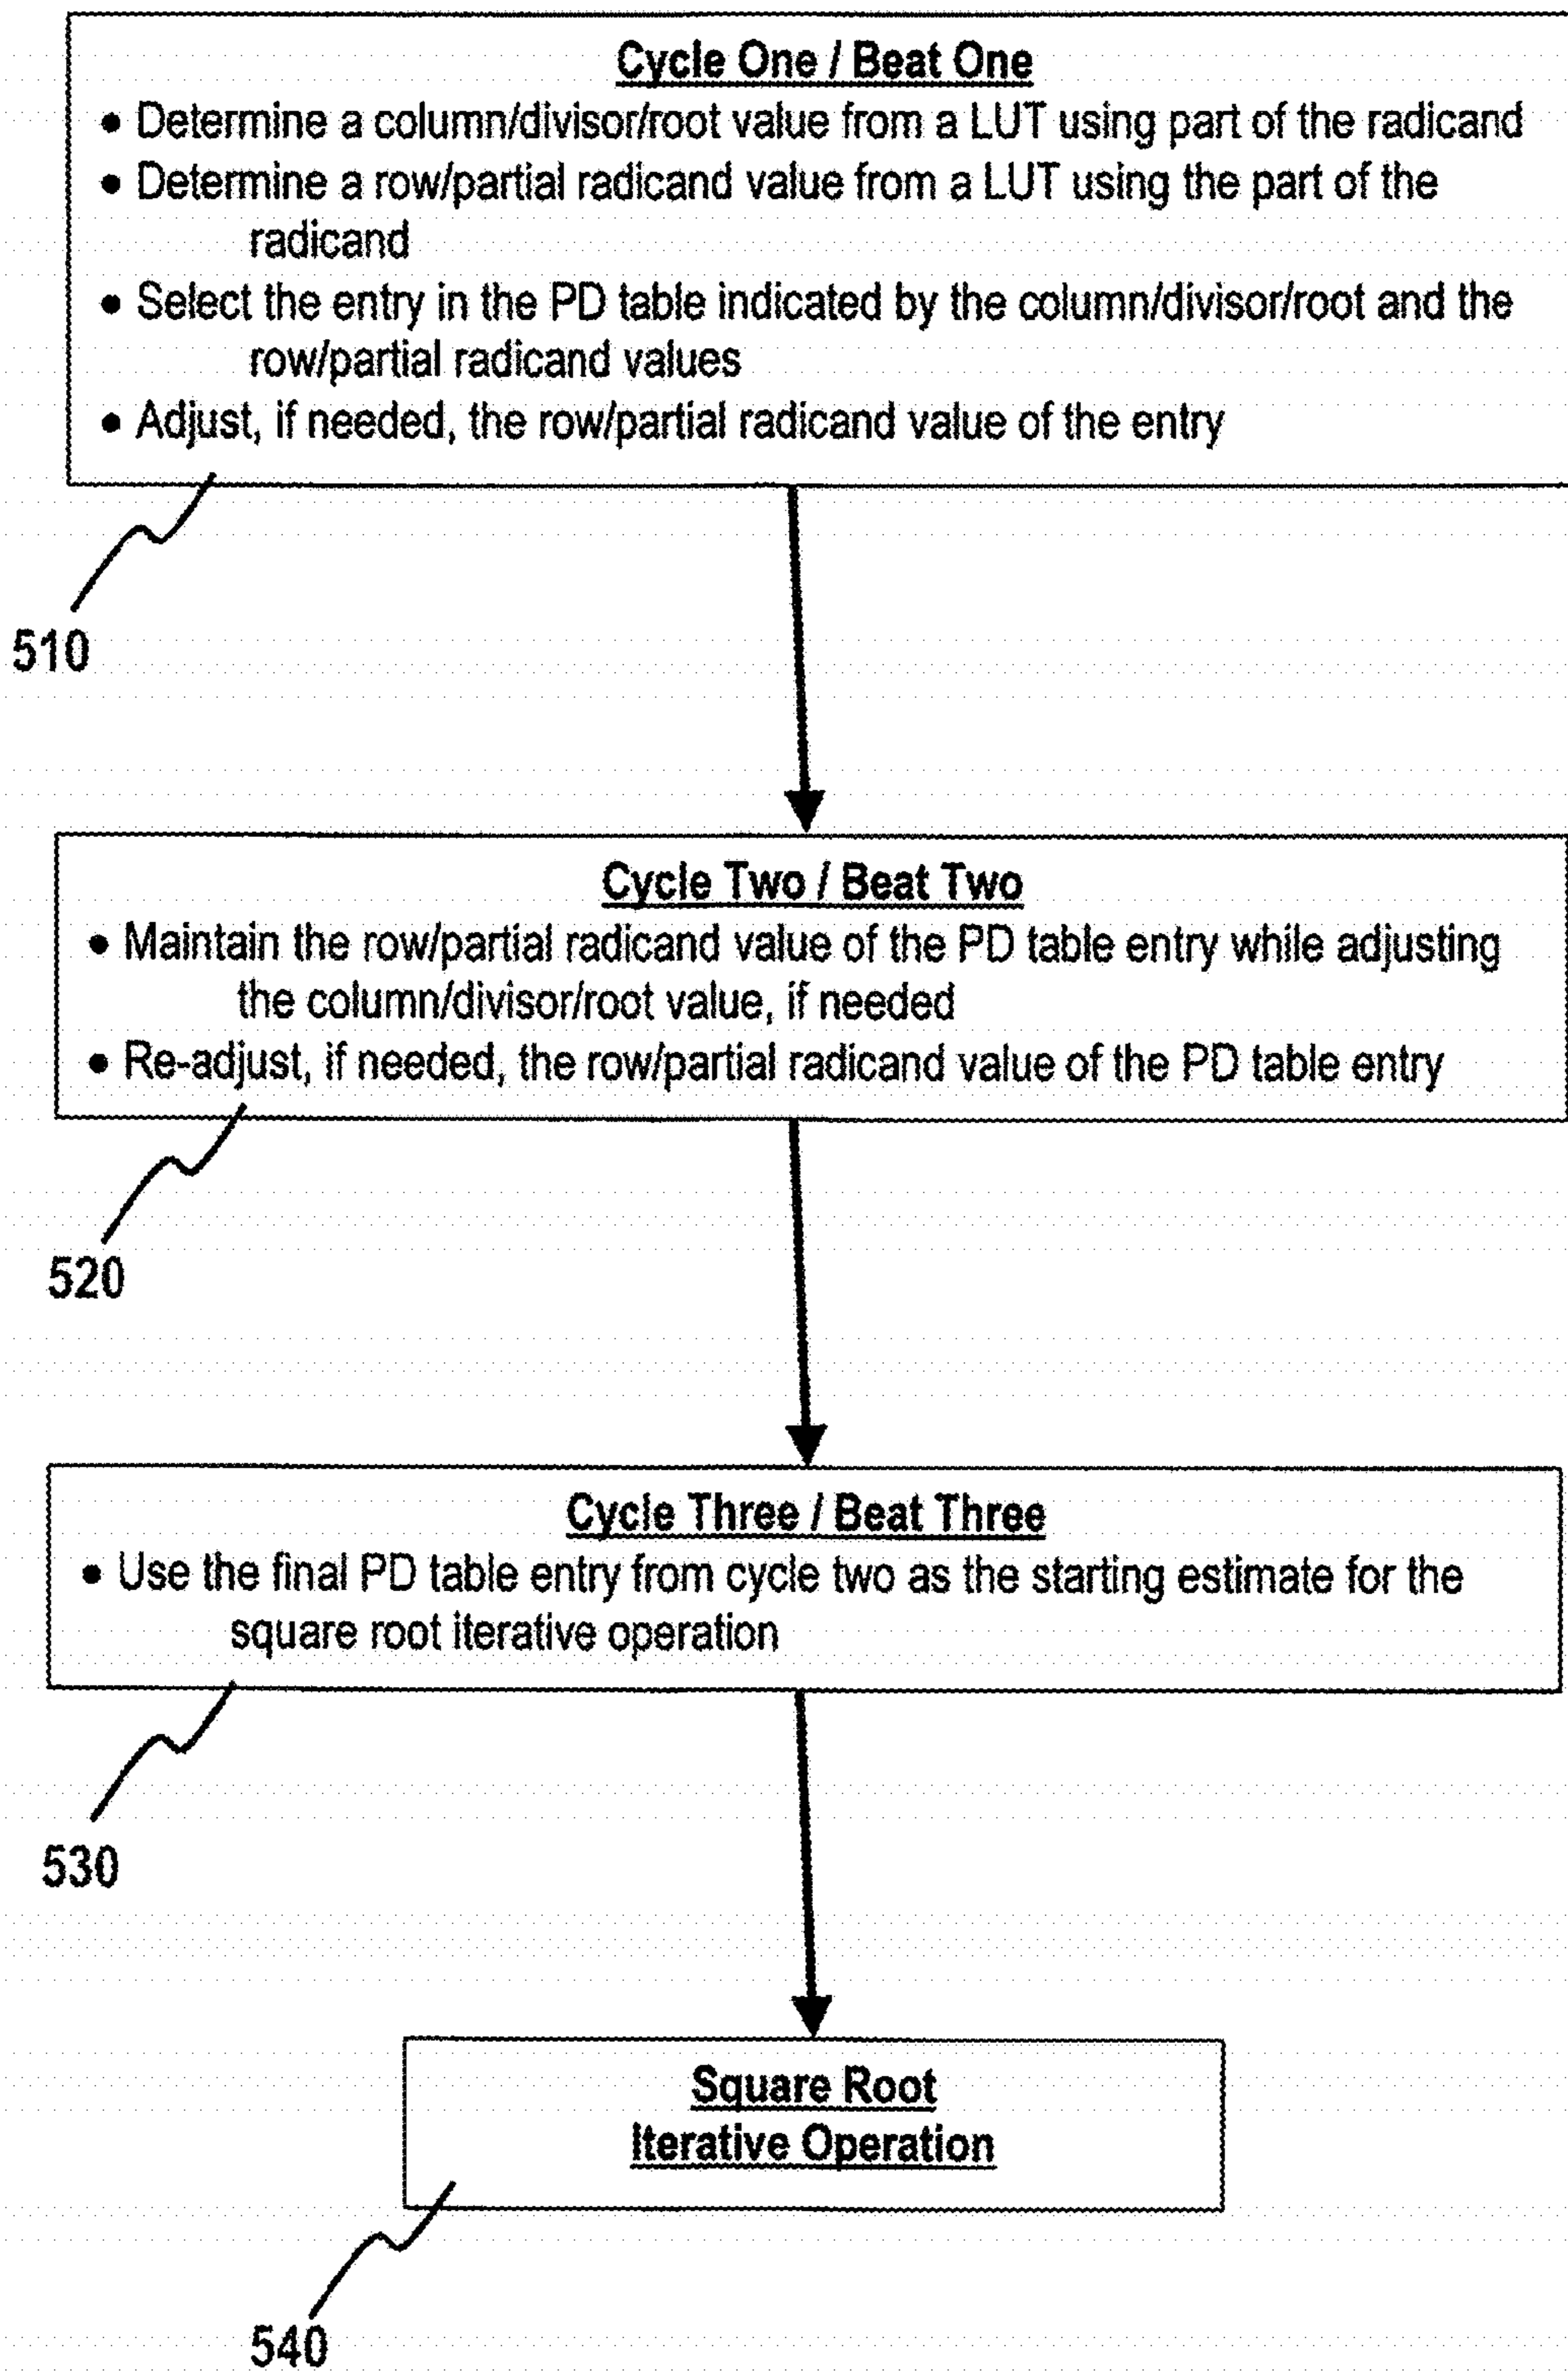 Cycle One / Beat One
• Determine a column/divisor/root value from a LUT using part of the radicand
• Determine a row/partial radicand value from a LUT using the part of the
radicand
• Select the entry in the PD table indicated by the column/divisor/root and the
row/partial radicand values
• Adjust, if needed, the row/partial radicand value of the entry
510
Cycle Two / Beat Two
• Maintain the row/partial radicand value of the PD table entry while adjusting
the column/divisor/root value, if needed
• Re-adjust, if needed, the row/partial radicand value of the PD table entry
520
Cycle Three / Beat Three
• Use the final PD table entry from cycle two as the starting estimate for the
square root iterative operation
530
Square Root
Iterative Operation
540